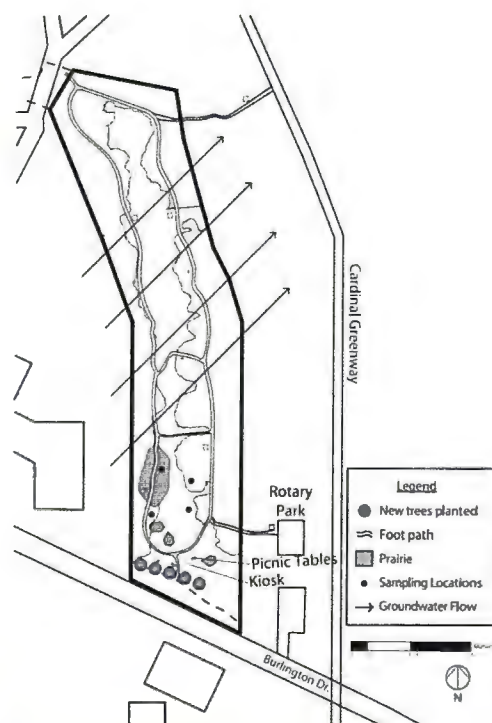 7
Cardinal Greenway
Rotary
Park
Picnic Tables
Kiosk
Burlington Dr.
Legend
New trees planted
Foot path
Prairie
Sampling Locations
Groundwater Flow
N